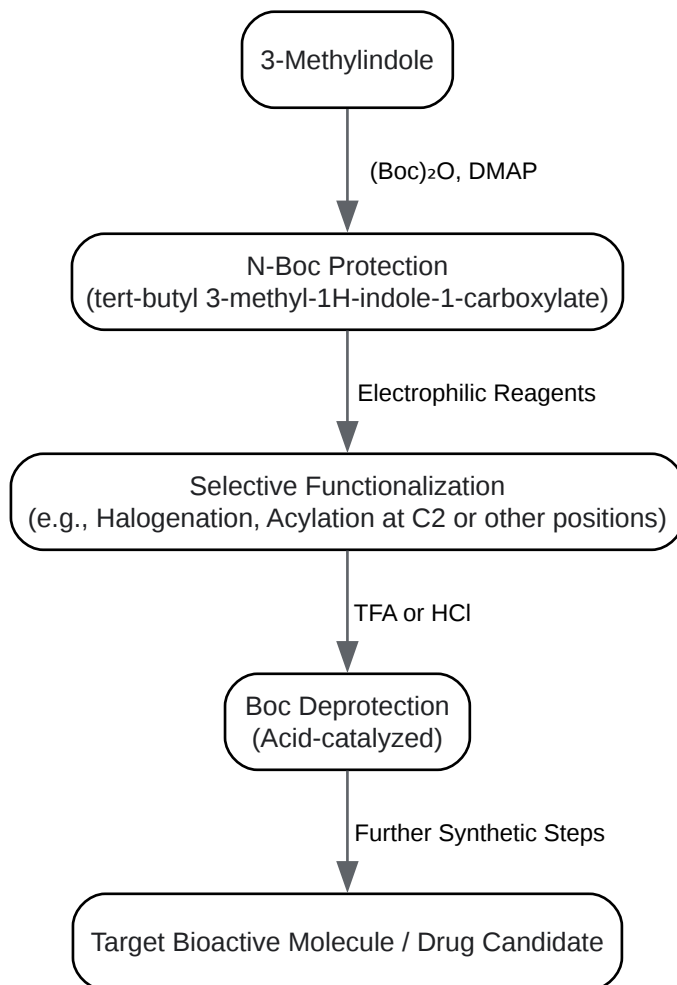 3-Methylindole
(Boc)₂O, DMAP
N-Boc Protection
(tert-butyl 3-methyl-1H-indole-1-carboxylate)
Electrophilic Reagents
Selective Functionalization
(e.g., Halogenation, Acylation at C2 or other positions)
TFA or HCl
Boc Deprotection
(Acid-catalyzed)
Further Synthetic Steps
Target Bioactive Molecule / Drug Candidate